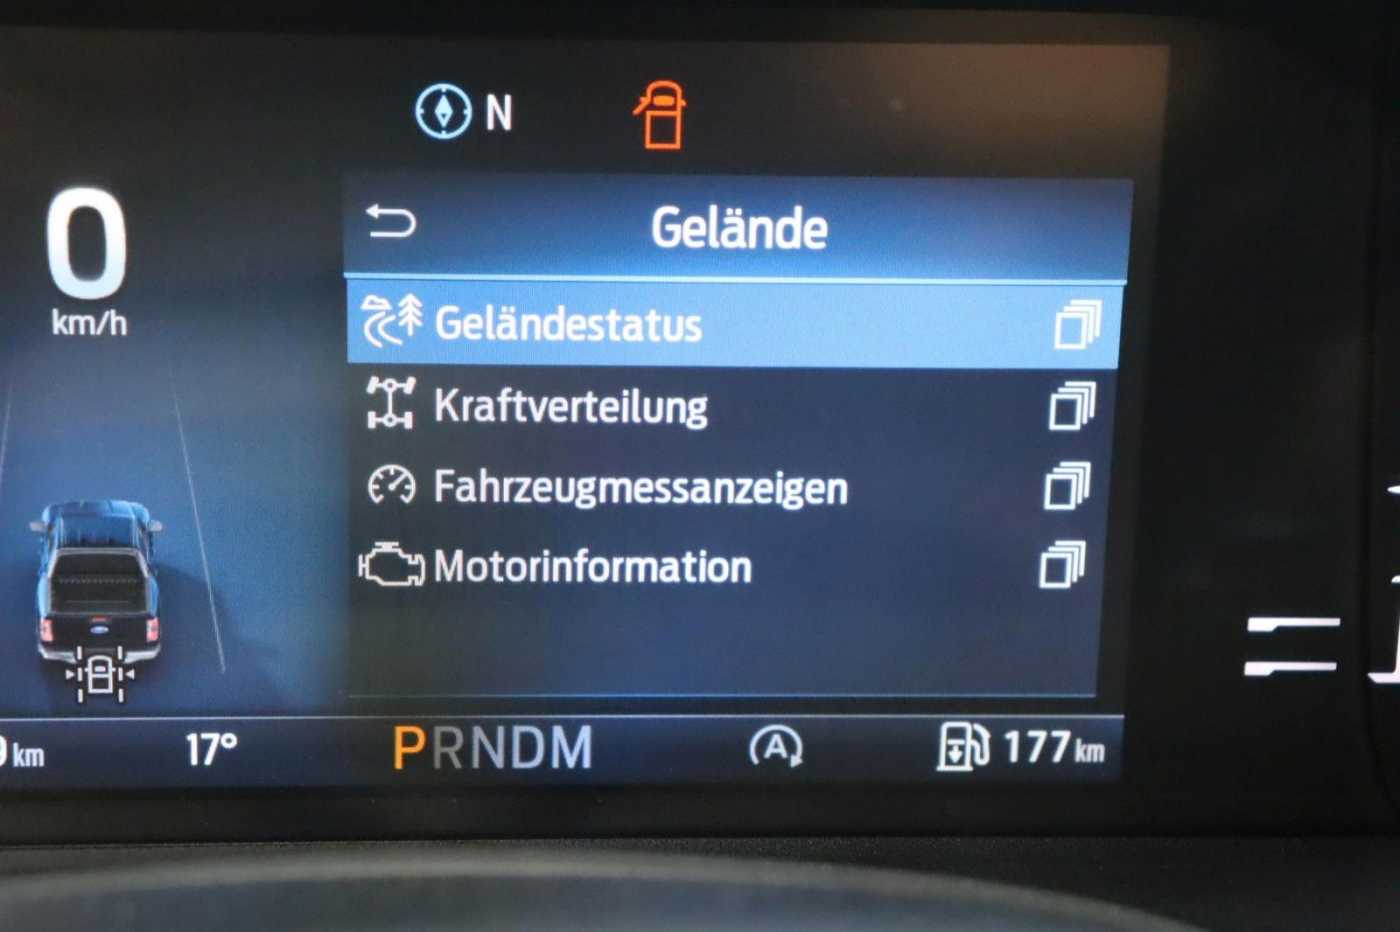 N
Gelände
0
km/h
Geländestatus
Kraftverteilung
Fahrzeugmessanzeigen
Motorinformation
km 17° PRNDM A 177 km